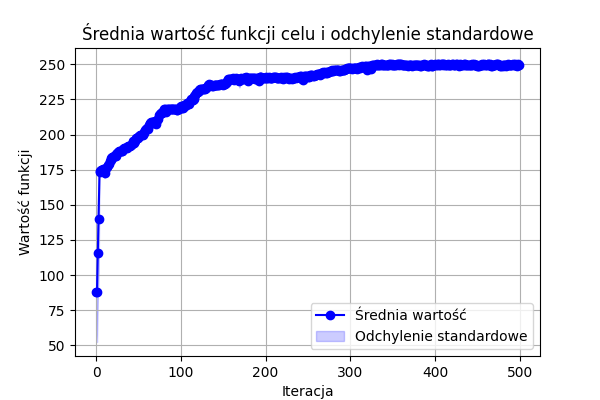 Średnia wartość funkcji celu i odchylenie standardowe
Wartość funkcji
250
225
200
175
150
125
100
75
50
0 100 200 300 400 500
Iteracja
Średnia wartość
Odchylenie standardowe